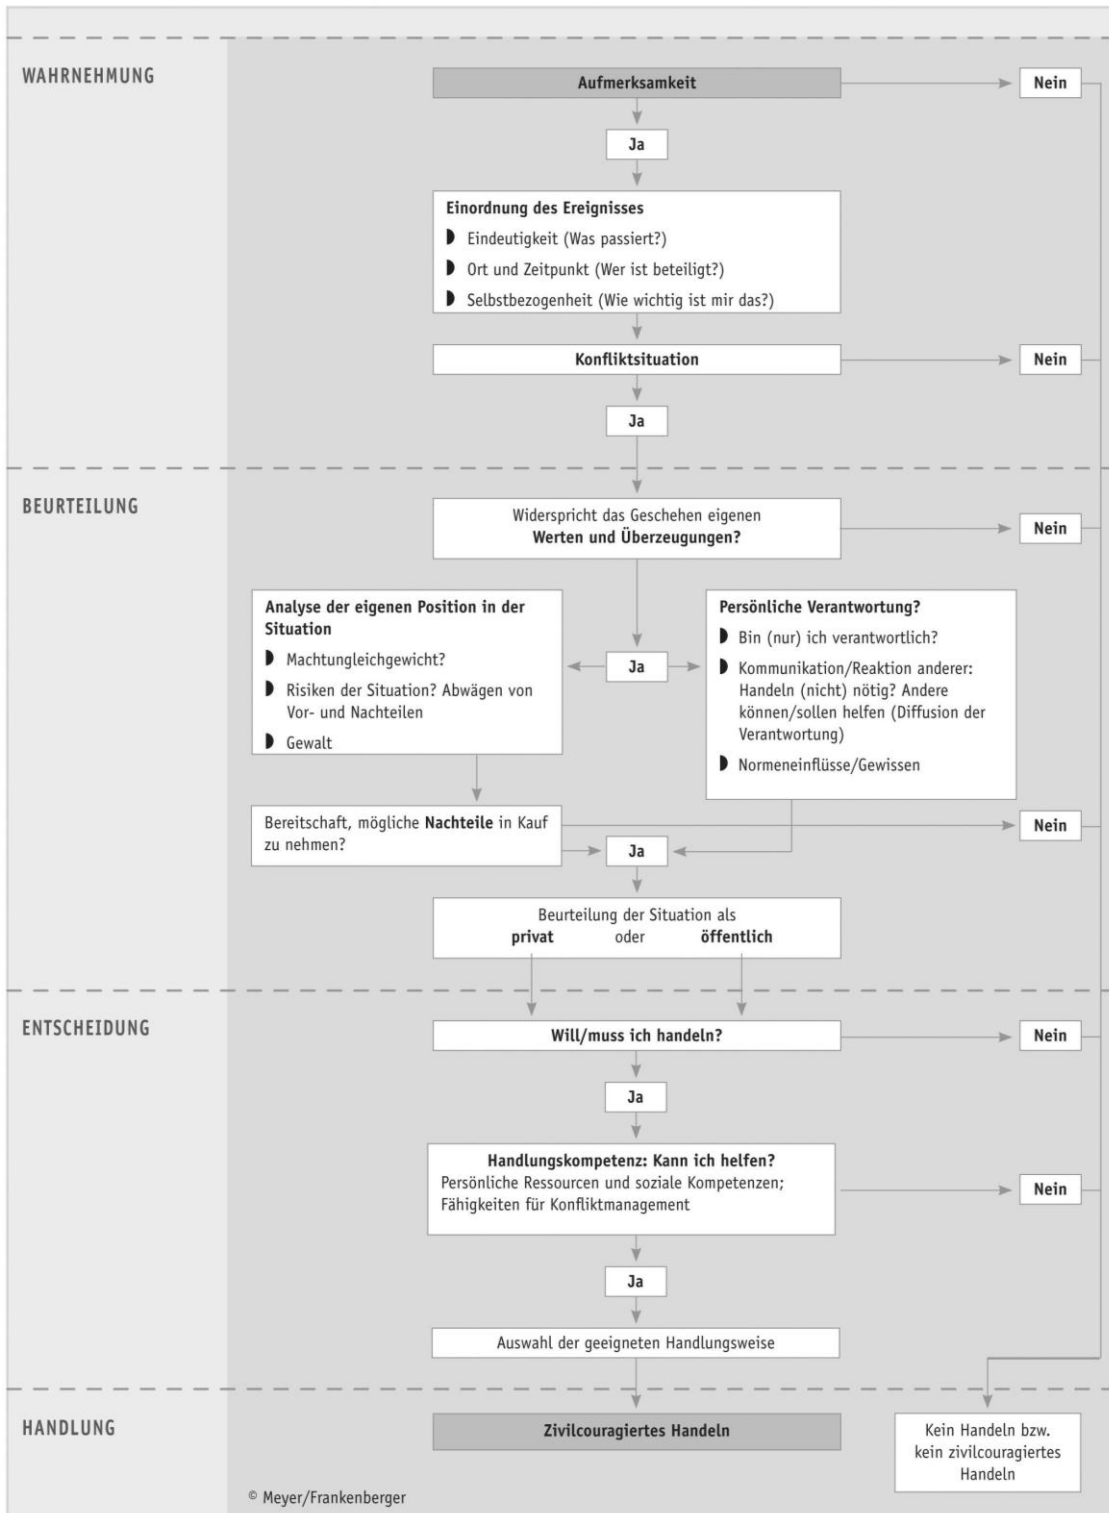 WAHRNEHMUNG
Aufmerksamkeit
Nein
Ja
Einordnung des Ereignisses
Eindeutigkeit (Was passiert?)
Ort und Zeitpunkt (Wer ist beteiligt?)
Selbstbezogenheit (Wie wichtig ist mir das?)
Konfliktsituation
Nein
Ja
BEURTEILUNG
Widerspricht das Geschehen eigenen
Werten und Überzeugungen?
Nein
Analyse der eigenen Position in der
Situation
Machtungleichgewicht?
Risiken der Situation? Abwägen von
Vor- und Nachteilen
Gewalt
Ja
Persönliche Verantwortung?
Bin (nur) ich verantwortlich?
Kommunikation/Reaktion anderer:
Handeln (nicht) nötig? Andere
können/sollen helfen (Diffusion der
Verantwortung)
Normeneinflüsse/Gewissen
Bereitschaft, mögliche Nachteile in Kauf
zu nehmen?
Nein
Ja
Beurteilung der Situation als
privat oder öffentlich
ENTSCHEIDUNG
Will/muss ich handeln?
Nein
Ja
Handlungskompetenz: Kann ich helfen?
Persönliche Ressourcen und soziale Kompetenzen;
Fähigkeiten für Konfliktmanagement
Nein
Ja
Auswahl der geeigneten Handlungsweise
HANDLUNG
Zivilcouragiertes Handeln
Kein Handeln bzw.
kein zivilcouragiertes
Handeln
© Meyer/Frankenberger